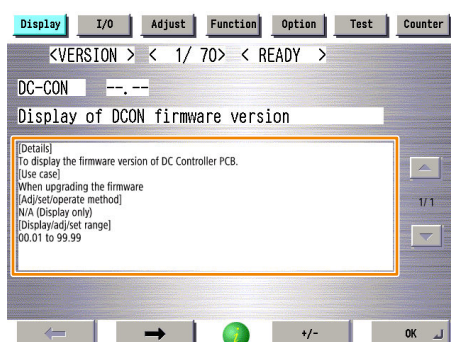 Display I/O Adjust Function Option Test Counter
<VERSION > < 1/ 70> < READY >
DC-CON --.--
Display of DCON firmware version
[Details]
To display the firmware version of DC Controller PCB.
[Use case]
When upgrading the firmware
[Adj/set/operate method]
N/A (Display only)
[Display/adj/set range]
00.01 to 99.99
1/1
+/- OK